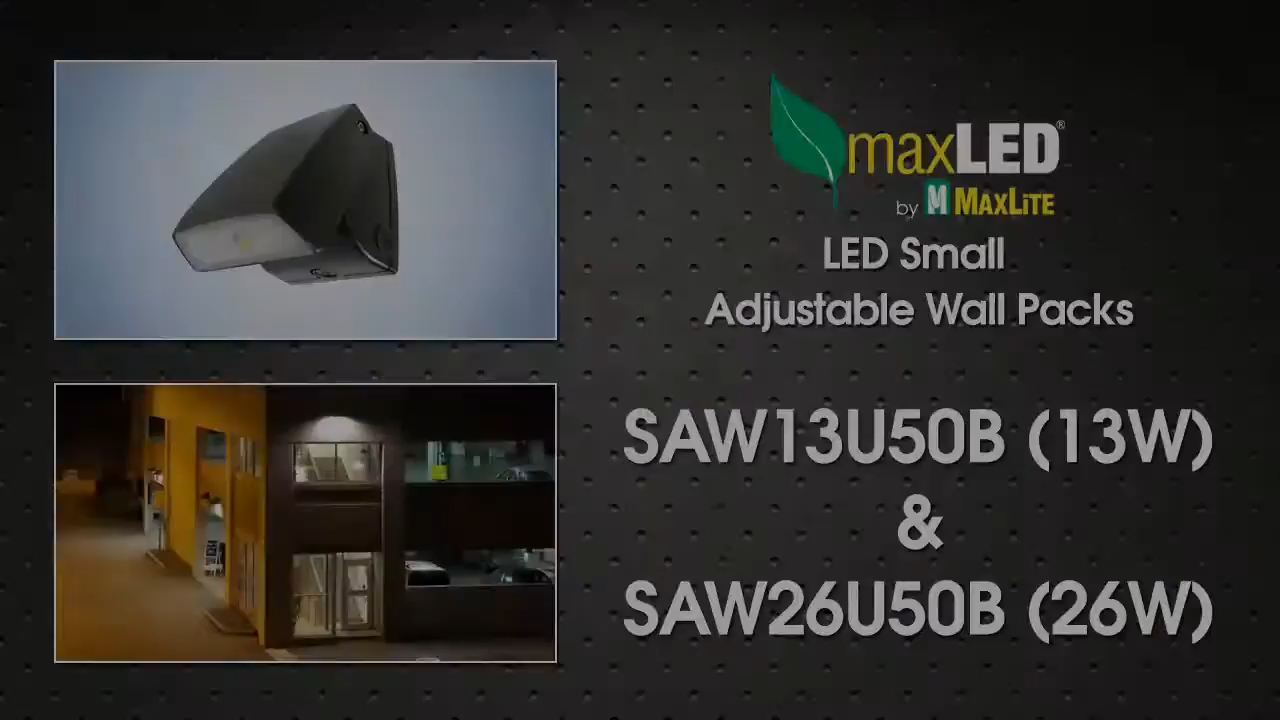 maxLED®
by M MAXLITE
LED Small
Adjustable Wall Packs
SAW13U50B (13W)
&
SAW26U50B (26W)